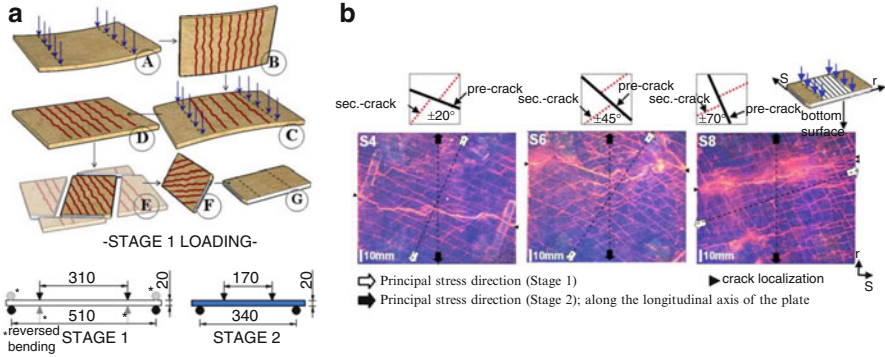 a
A
B
D
C
E
F
G
-STAGE 1 LOADING-
310
20
510
*reversed
bending
STAGE 1
*
*
*
*
170
20
340
STAGE 2
b
sec.-crack
pre-crack
±20°
sec.-crack
pre-crack
±45°
sec.-crack
pre-crack
±70°
S
r
bottom
surface
S4
10mm
S6
10mm
S8
10mm
Principal stress direction (Stage 1)
crack localization
Principal stress direction (Stage 2); along the longitudinal axis of the plate
r
S